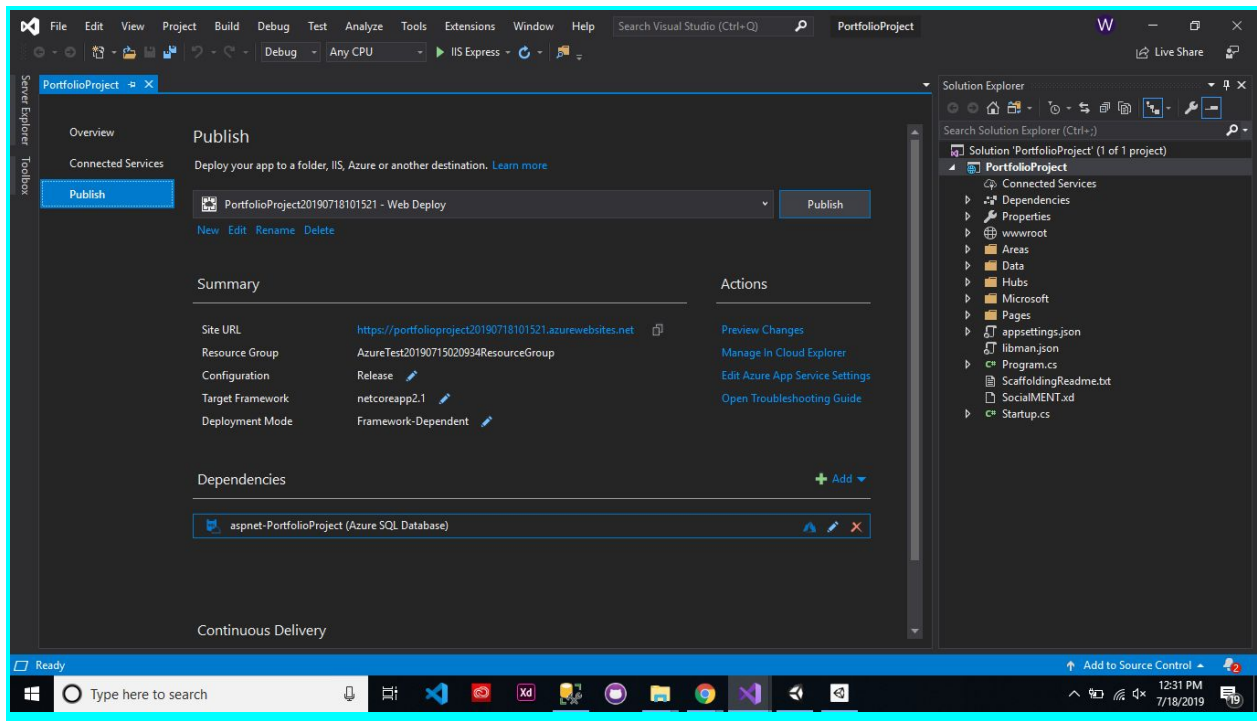 File Edit View Project Build Debug Test Analyze Tools Extensions Window Help Search Visual Studio (Ctrl+Q) PortfolioProject W
Debug Any CPU IIS Express Live Share
Server Explorer
Toolbox
PortfolioProject
Overview
Connected Services
Publish
Publish
Deploy your app to a folder, IIS, Azure or another destination. Learn more
PortfolioProject20190718101521 - Web Deploy
Publish
New Edit Rename Delete
Summary
Site URL https://portfolioproject20190718101521.azurewebsites.net
Resource Group AzureTest20190715020934ResourceGroup
Configuration Release
Target Framework netcoreapp2.1
Deployment Mode Framework-Dependent
Actions
Preview Changes
Manage In Cloud Explorer
Edit Azure App Service Settings
Open Troubleshooting Guide
Dependencies
Add
aspnet-PortfolioProject (Azure SQL Database)
Continuous Delivery
Solution Explorer
Search Solution Explorer (Ctrl+;)
Solution 'PortfolioProject' (1 of 1 project)
PortfolioProject
Connected Services
Dependencies
Properties
wwwroot
Areas
Data
Hubs
Microsoft
Pages
appsettings.json
libman.json
C# Program.cs
ScaffoldingReadme.txt
SocialMENT.xd
C# Startup.cs
Ready
Add to Source Control
2
Type here to search
Xd
12:31 PM
7/18/2019
19